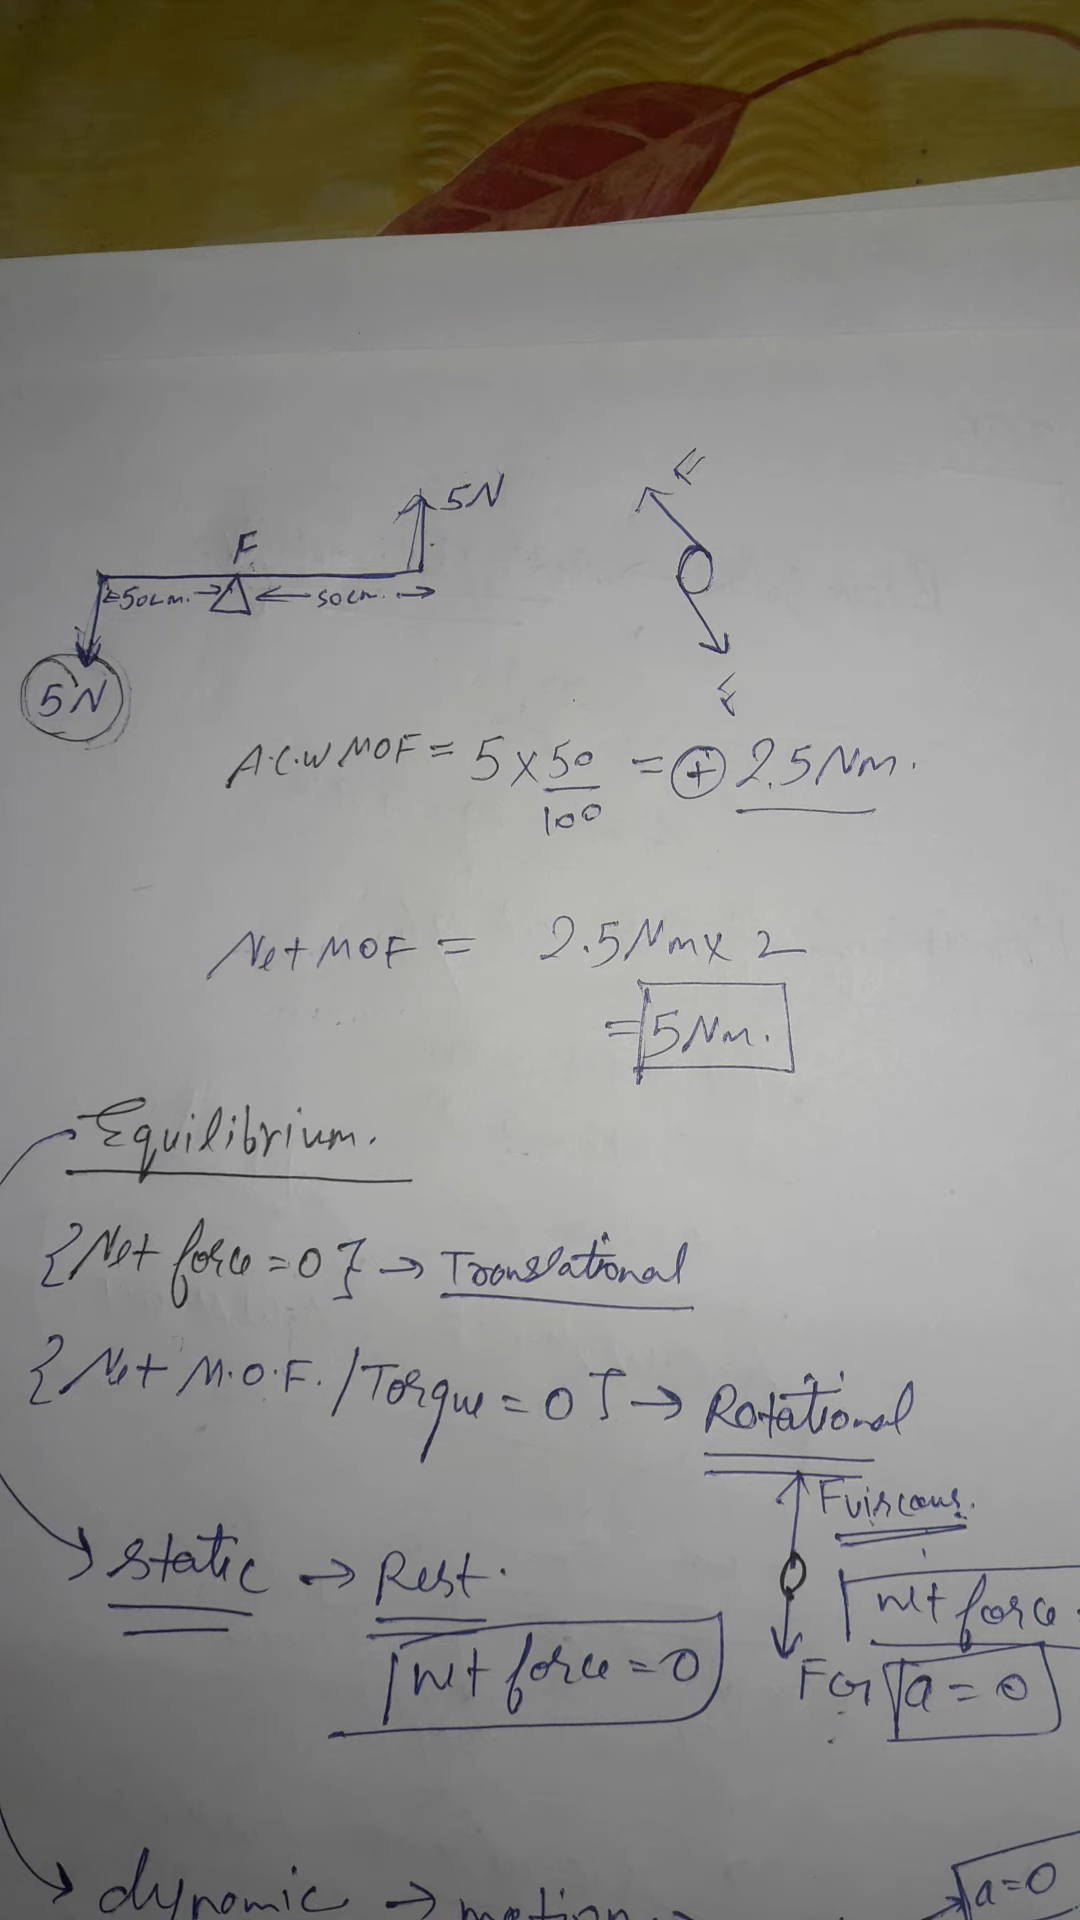 5N
F
F
50cm.
50cm.
5N
F
A.C.W MOF = 5 × 50/100 = (+) 2.5 Nm.
Net MOF = 2.5 Nm × 2
= 5 Nm.
Equilibrium.
{Net force = 0} → Translational
{Net M.O.F. / Torque = 0} → Rotational
Fviscous.
static → Rest.
net force
net force = 0
FG
a = 0
dynamic → motion
a = 0